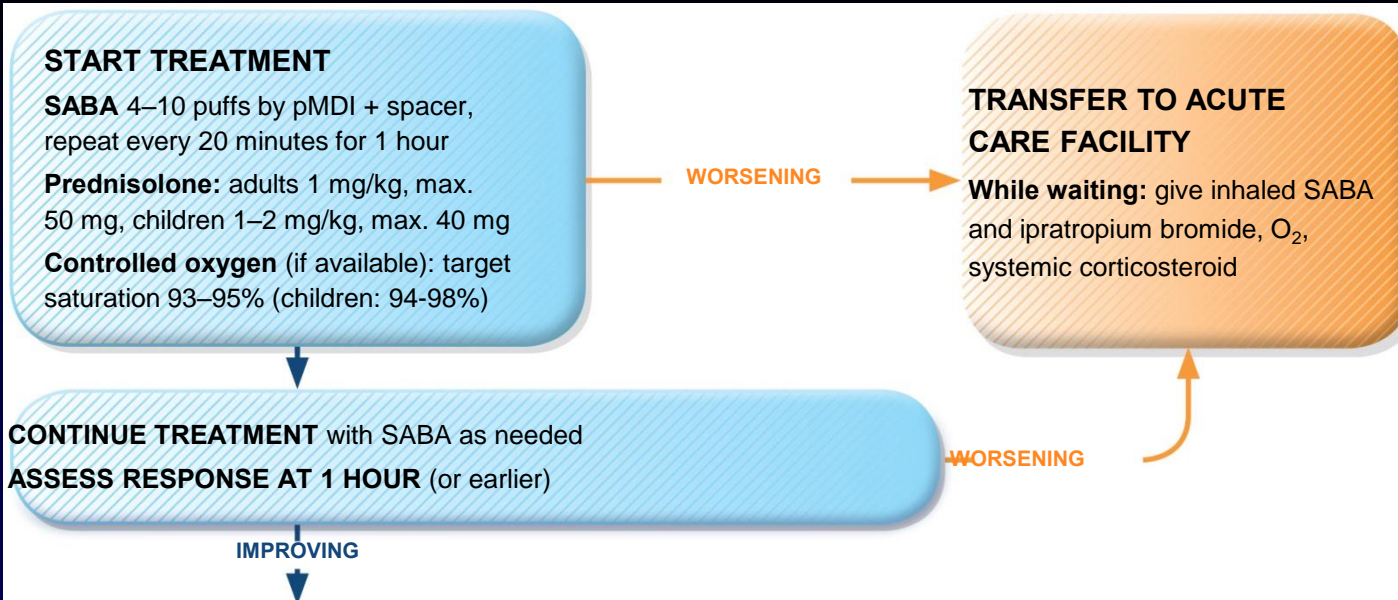 START TREATMENT
SABA 4–10 puffs by pMDI + spacer,
repeat every 20 minutes for 1 hour
Prednisolone: adults 1 mg/kg, max.
50 mg, children 1–2 mg/kg, max. 40 mg
Controlled oxygen (if available): target
saturation 93–95% (children: 94-98%)
WORSENING
TRANSFER TO ACUTE
CARE FACILITY
While waiting: give inhaled SABA
and ipratropium bromide, O₂,
systemic corticosteroid
CONTINUE TREATMENT with SABA as needed
ASSESS RESPONSE AT 1 HOUR (or earlier)
WORSENING
IMPROVING